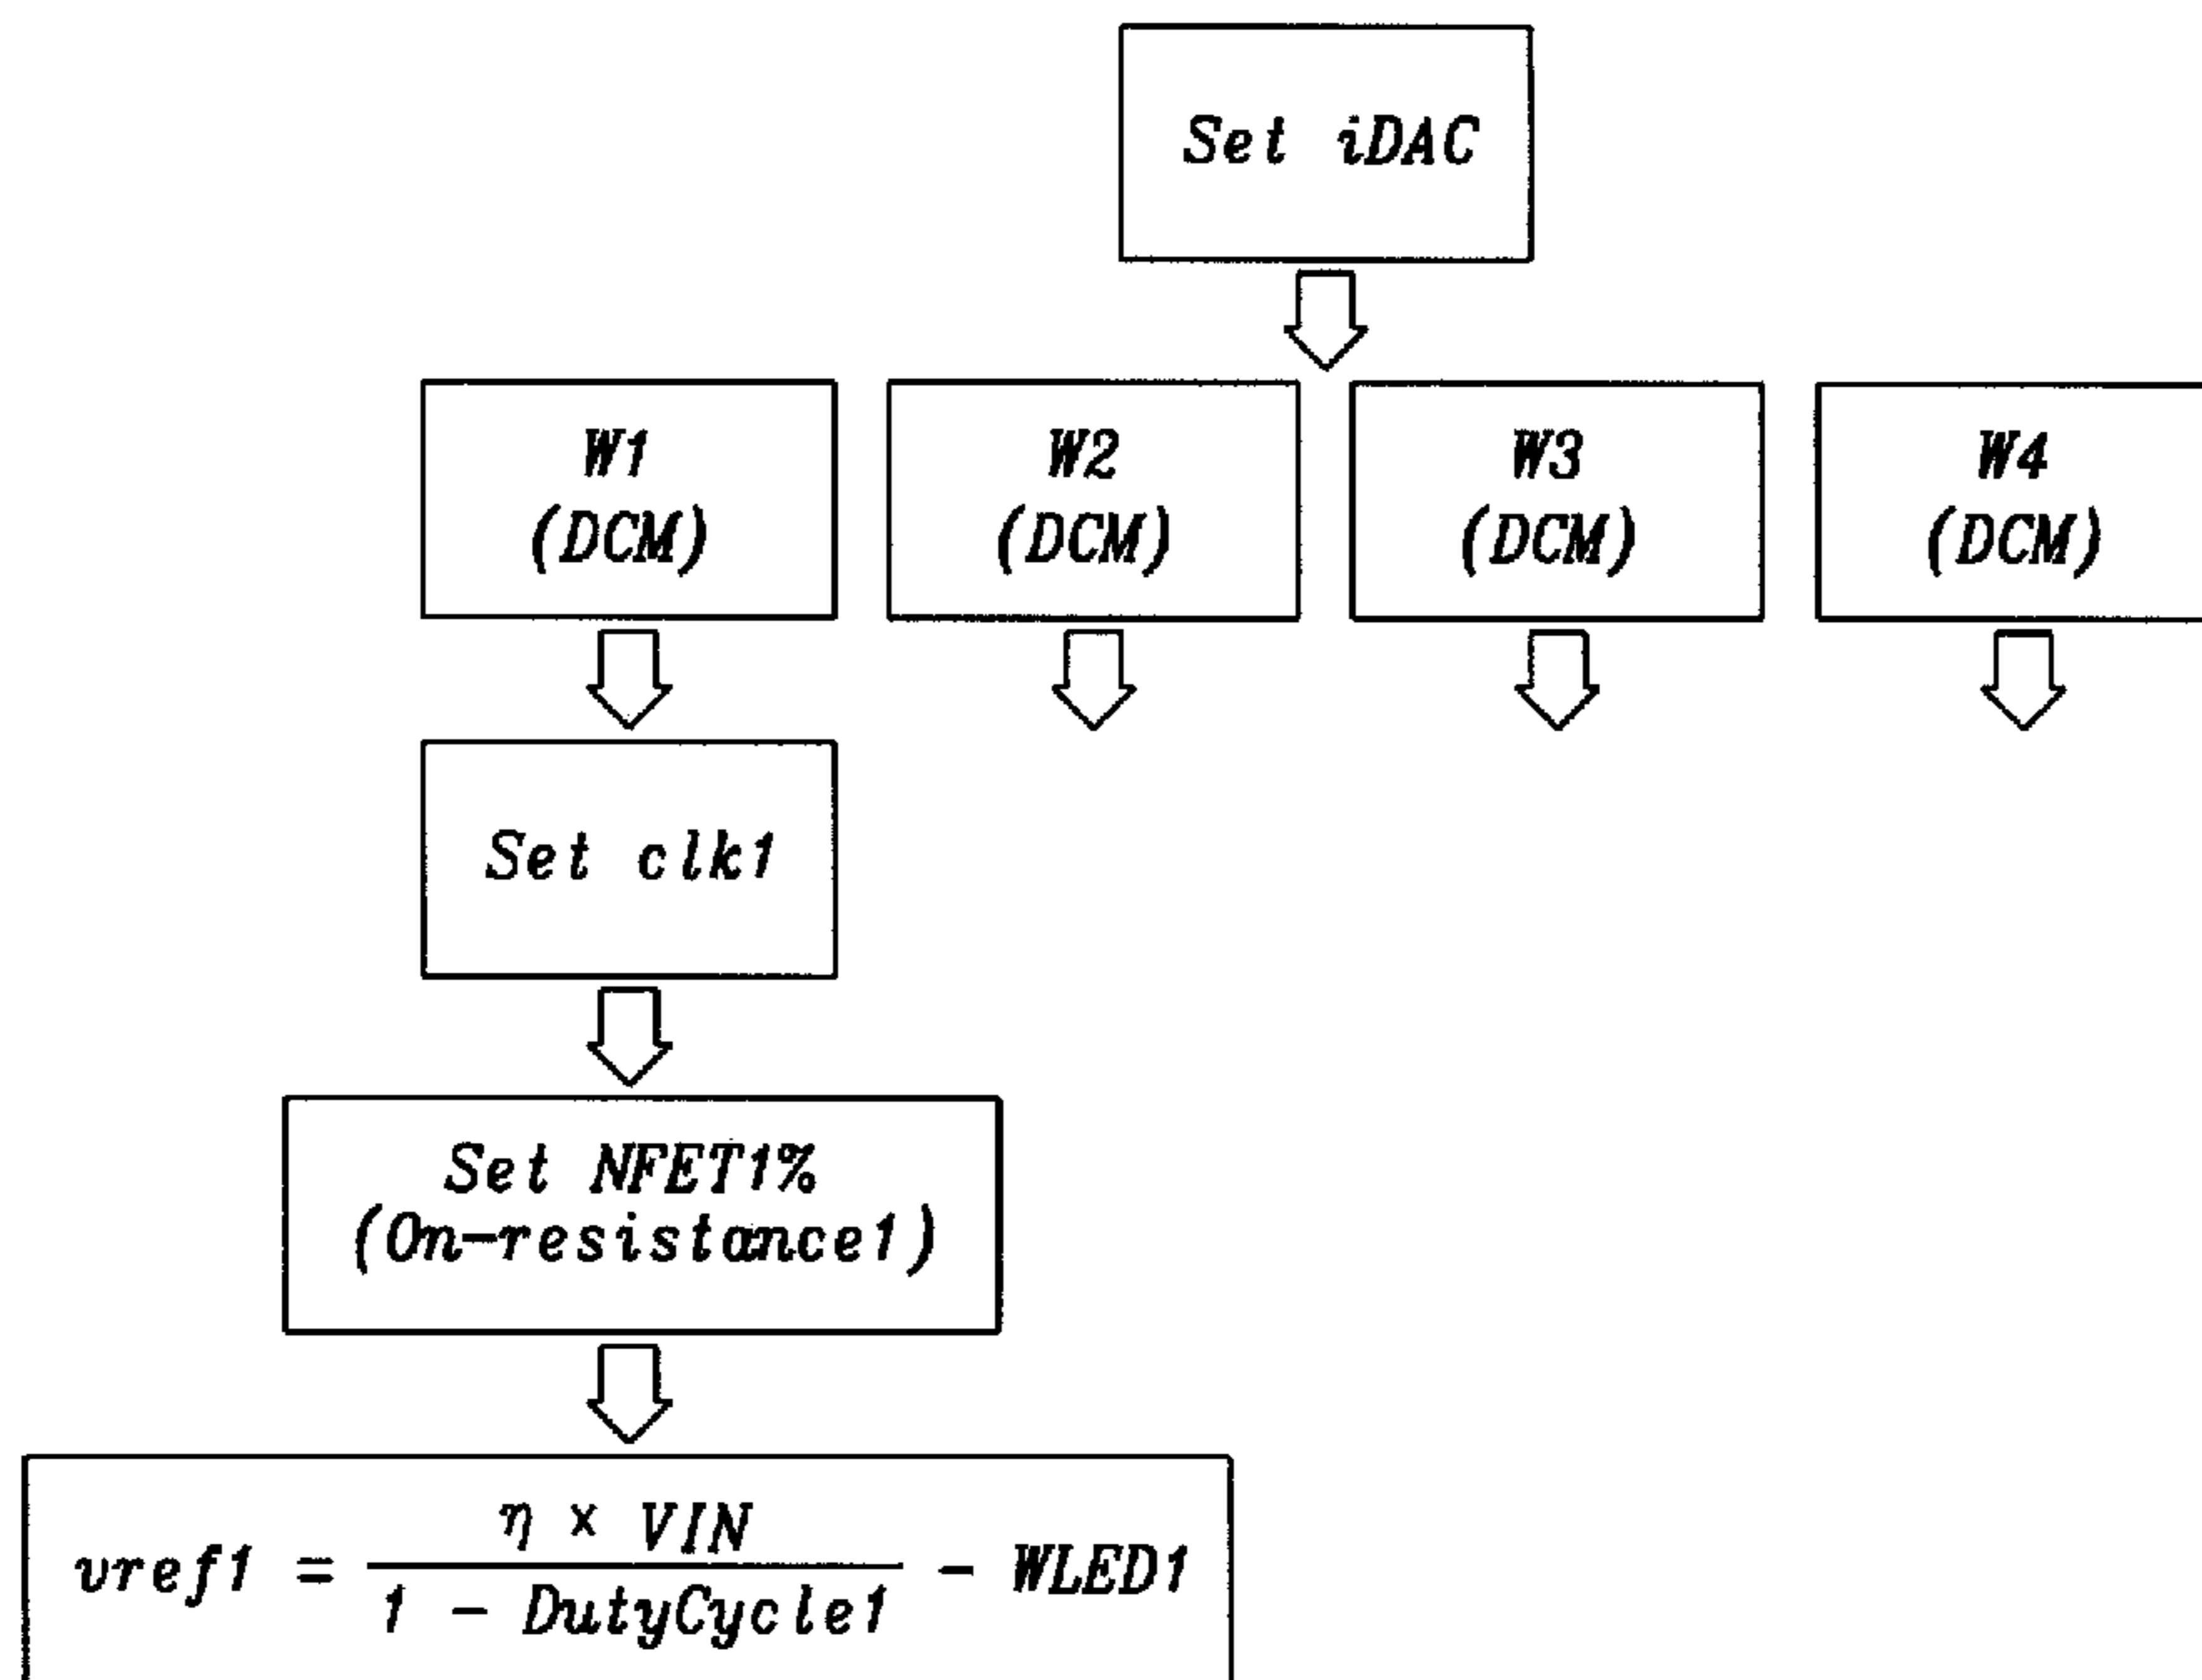 Set iDAC
W1
(DCM)
W2
(DCM)
W3
(DCM)
W4
(DCM)
Set clk1
Set NFET1%
(On-resistance1)
vref1 = η × VIN / 1 - DutyCycle1 - WLED1